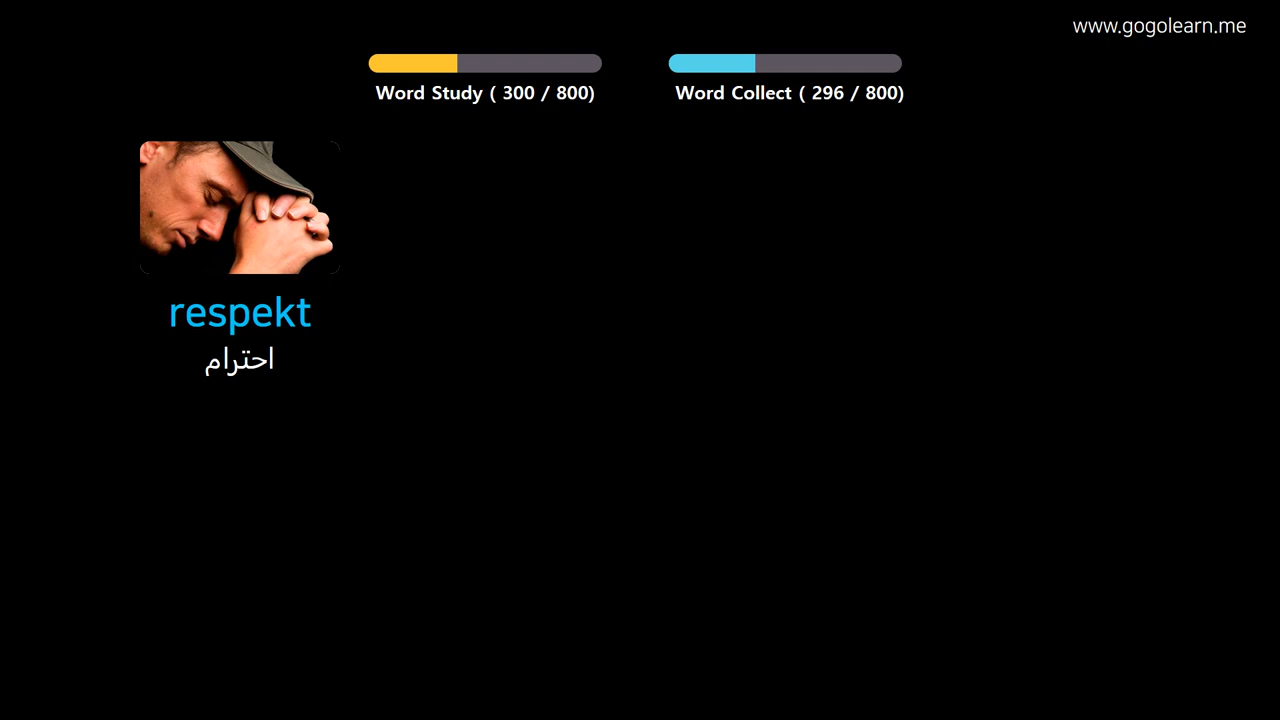 www.gogolearn.me
Word Study ( 300 / 800)
Word Collect ( 296 / 800)
respekt
احترام